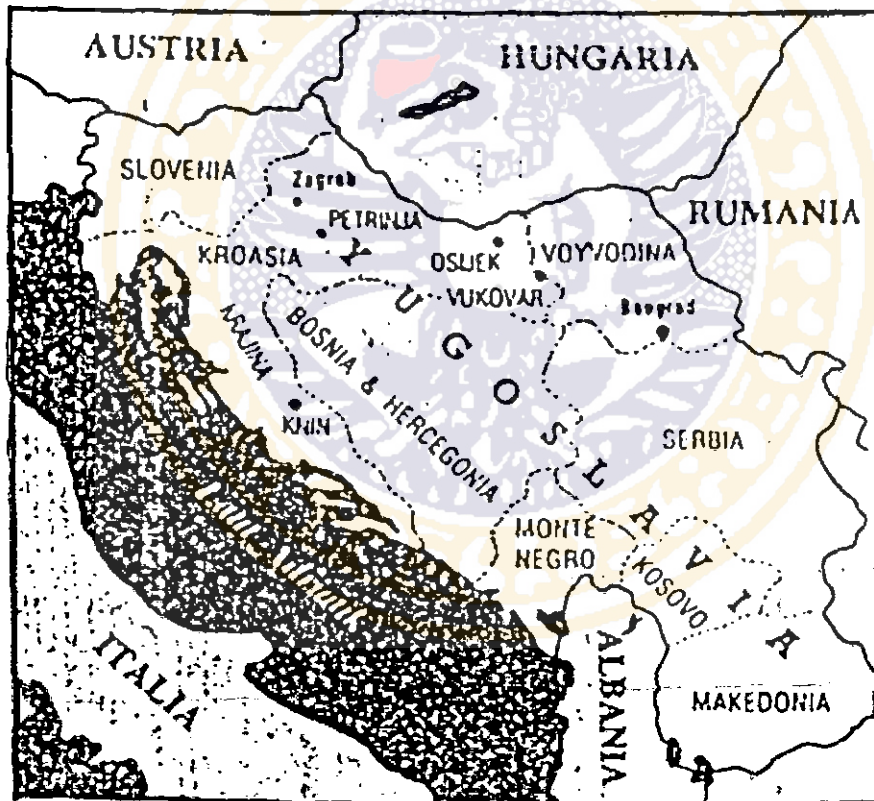 AUSTRIA
HUNGARIA
SLOVENIA
Zagreb
RUMANIA
PETRINJA
KROASIA
OSIJEK
VOYVODINA
VUKOVAR
Beograd
KRAJINA
BOSNIA & HERCEGONIA
YUGOSLAVIA
KNIN
SERBIA
MONTE
NEGRO
KOSOVO
ITALIA
ALBANIA
MAKEDONIA